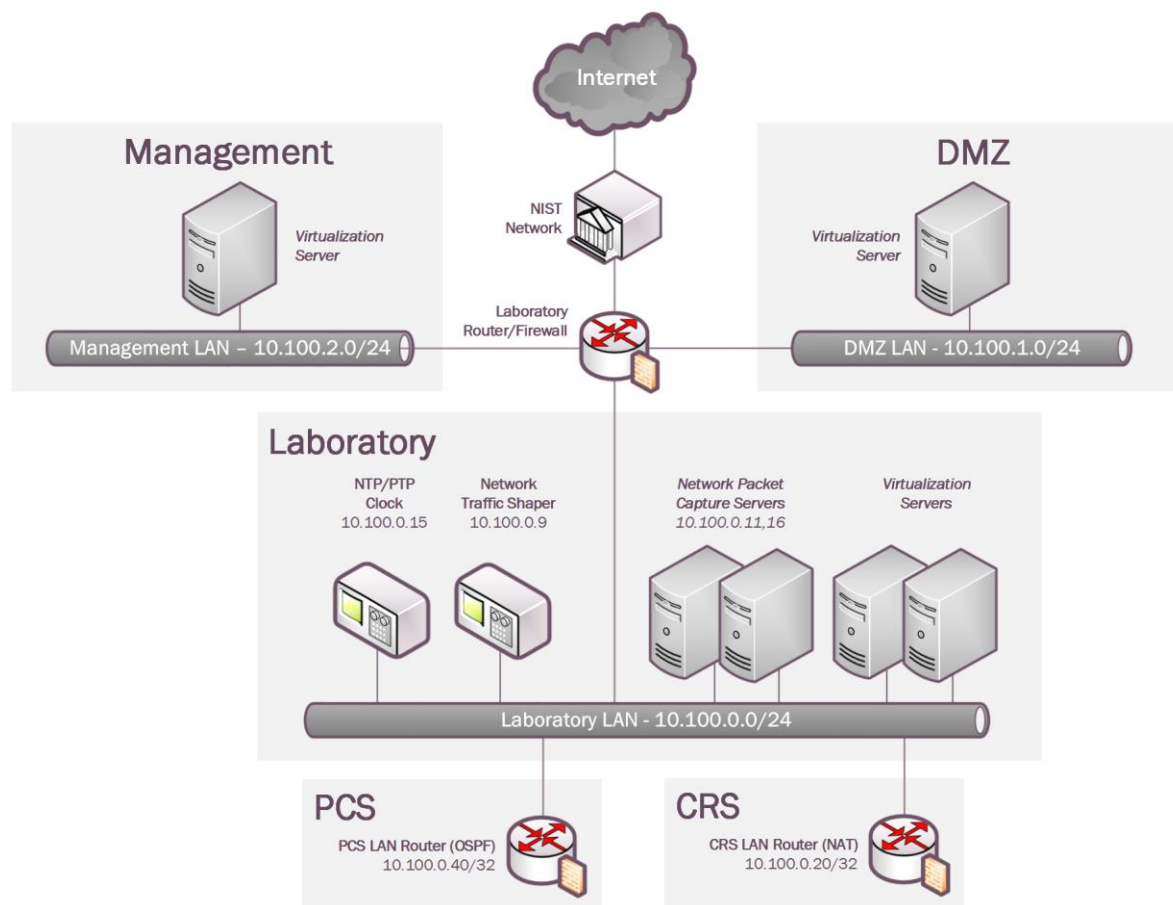 Internet
Management
DMZ
NIST
Network
Virtualization
Server
Virtualization
Server
Laboratory
Router/Firewall
Management LAN – 10.100.2.0/24
DMZ LAN - 10.100.1.0/24
Laboratory
NTP/PTP
Clock
10.100.0.15
Network
Traffic Shaper
10.100.0.9
Network Packet
Capture Servers
10.100.0.11,16
Virtualization
Servers
Laboratory LAN - 10.100.0.0/24
PCS
PCS LAN Router (OSPF)
10.100.0.40/32
CRS
CRS LAN Router (NAT)
10.100.0.20/32